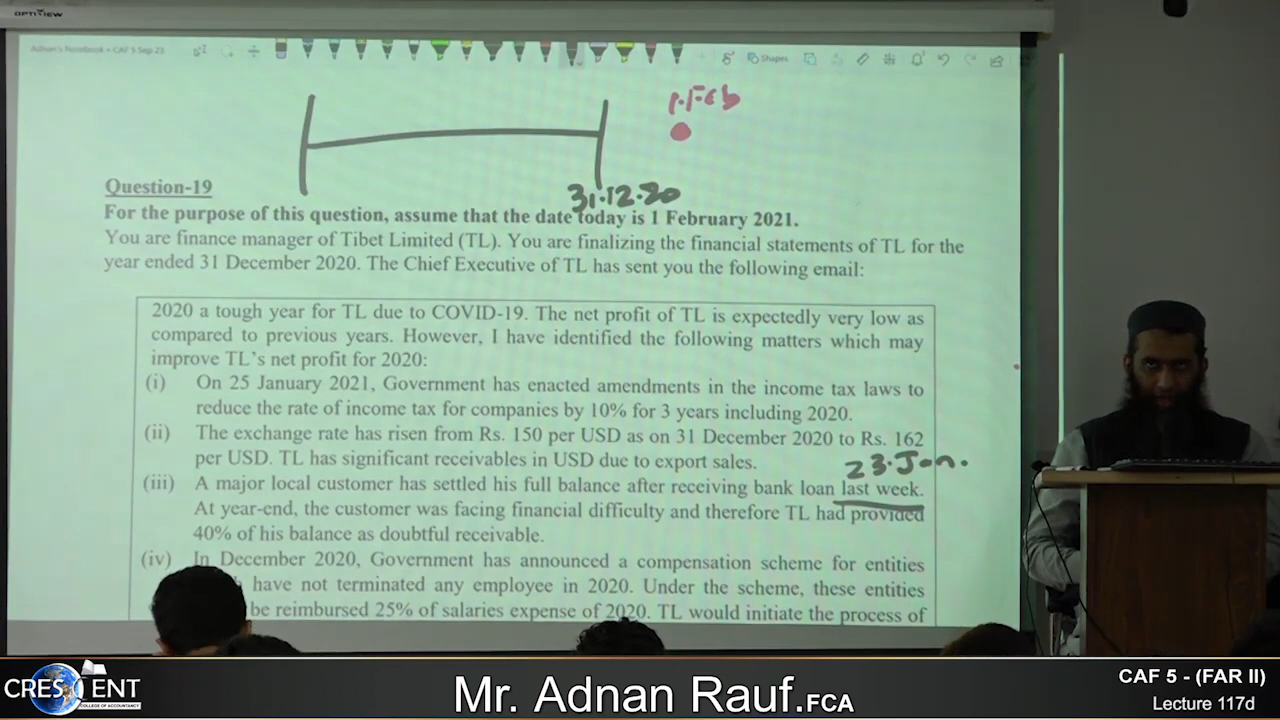 OPTIVIEW
Adnan's Notebook • CAF 5 Sep 23
Shapes
1.Feb
31.12.20
Question-19
For the purpose of this question, assume that the date today is 1 February 2021.
You are finance manager of Tibet Limited (TL). You are finalizing the financial statements of TL for the
year ended 31 December 2020. The Chief Executive of TL has sent you the following email:
2020 a tough year for TL due to COVID-19. The net profit of TL is expectedly very low as
compared to previous years. However, I have identified the following matters which may
improve TL's net profit for 2020:
(i) On 25 January 2021, Government has enacted amendments in the income tax laws to
reduce the rate of income tax for companies by 10% for 3 years including 2020.
(ii) The exchange rate has risen from Rs. 150 per USD as on 31 December 2020 to Rs. 162
per USD. TL has significant receivables in USD due to export sales.
23.Jan.
(iii) A major local customer has settled his full balance after receiving bank loan last week.
At year-end, the customer was facing financial difficulty and therefore TL had provided
40% of his balance as doubtful receivable.
(iv) In December 2020, Government has announced a compensation scheme for entities
have not terminated any employee in 2020. Under the scheme, these entities
be reimbursed 25% of salaries expense of 2020. TL would initiate the process of
CRESCENT
COLLEGE OF ACCOUNTANCY
Mr. Adnan Rauf.FCA
CAF 5 - (FAR II)
Lecture 117d